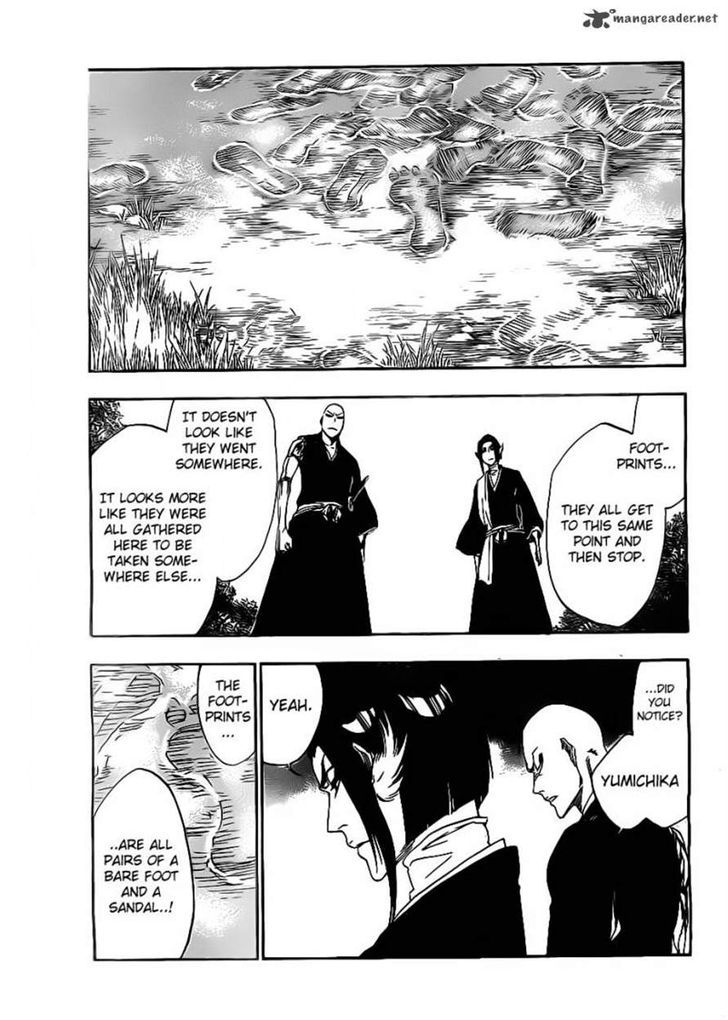 mangareader.net
FOOT-
PRINTS...
THEY ALL GET
TO THIS SAME
POINT AND
THEN STOP.
IT DOESN'T
LOOK LIKE
THEY WENT
SOMEWHERE.
IT LOOKS MORE
LIKE THEY WERE
ALL GATHERED
HERE TO BE
TAKEN SOME-
WHERE ELSE...
...DID
YOU
NOTICE?
YUMICHIKA
YEAH.
THE
FOOT-
PRINTS
...
..ARE ALL
PAIRS OF A
BARE FOOT
AND A
SANDAL..!